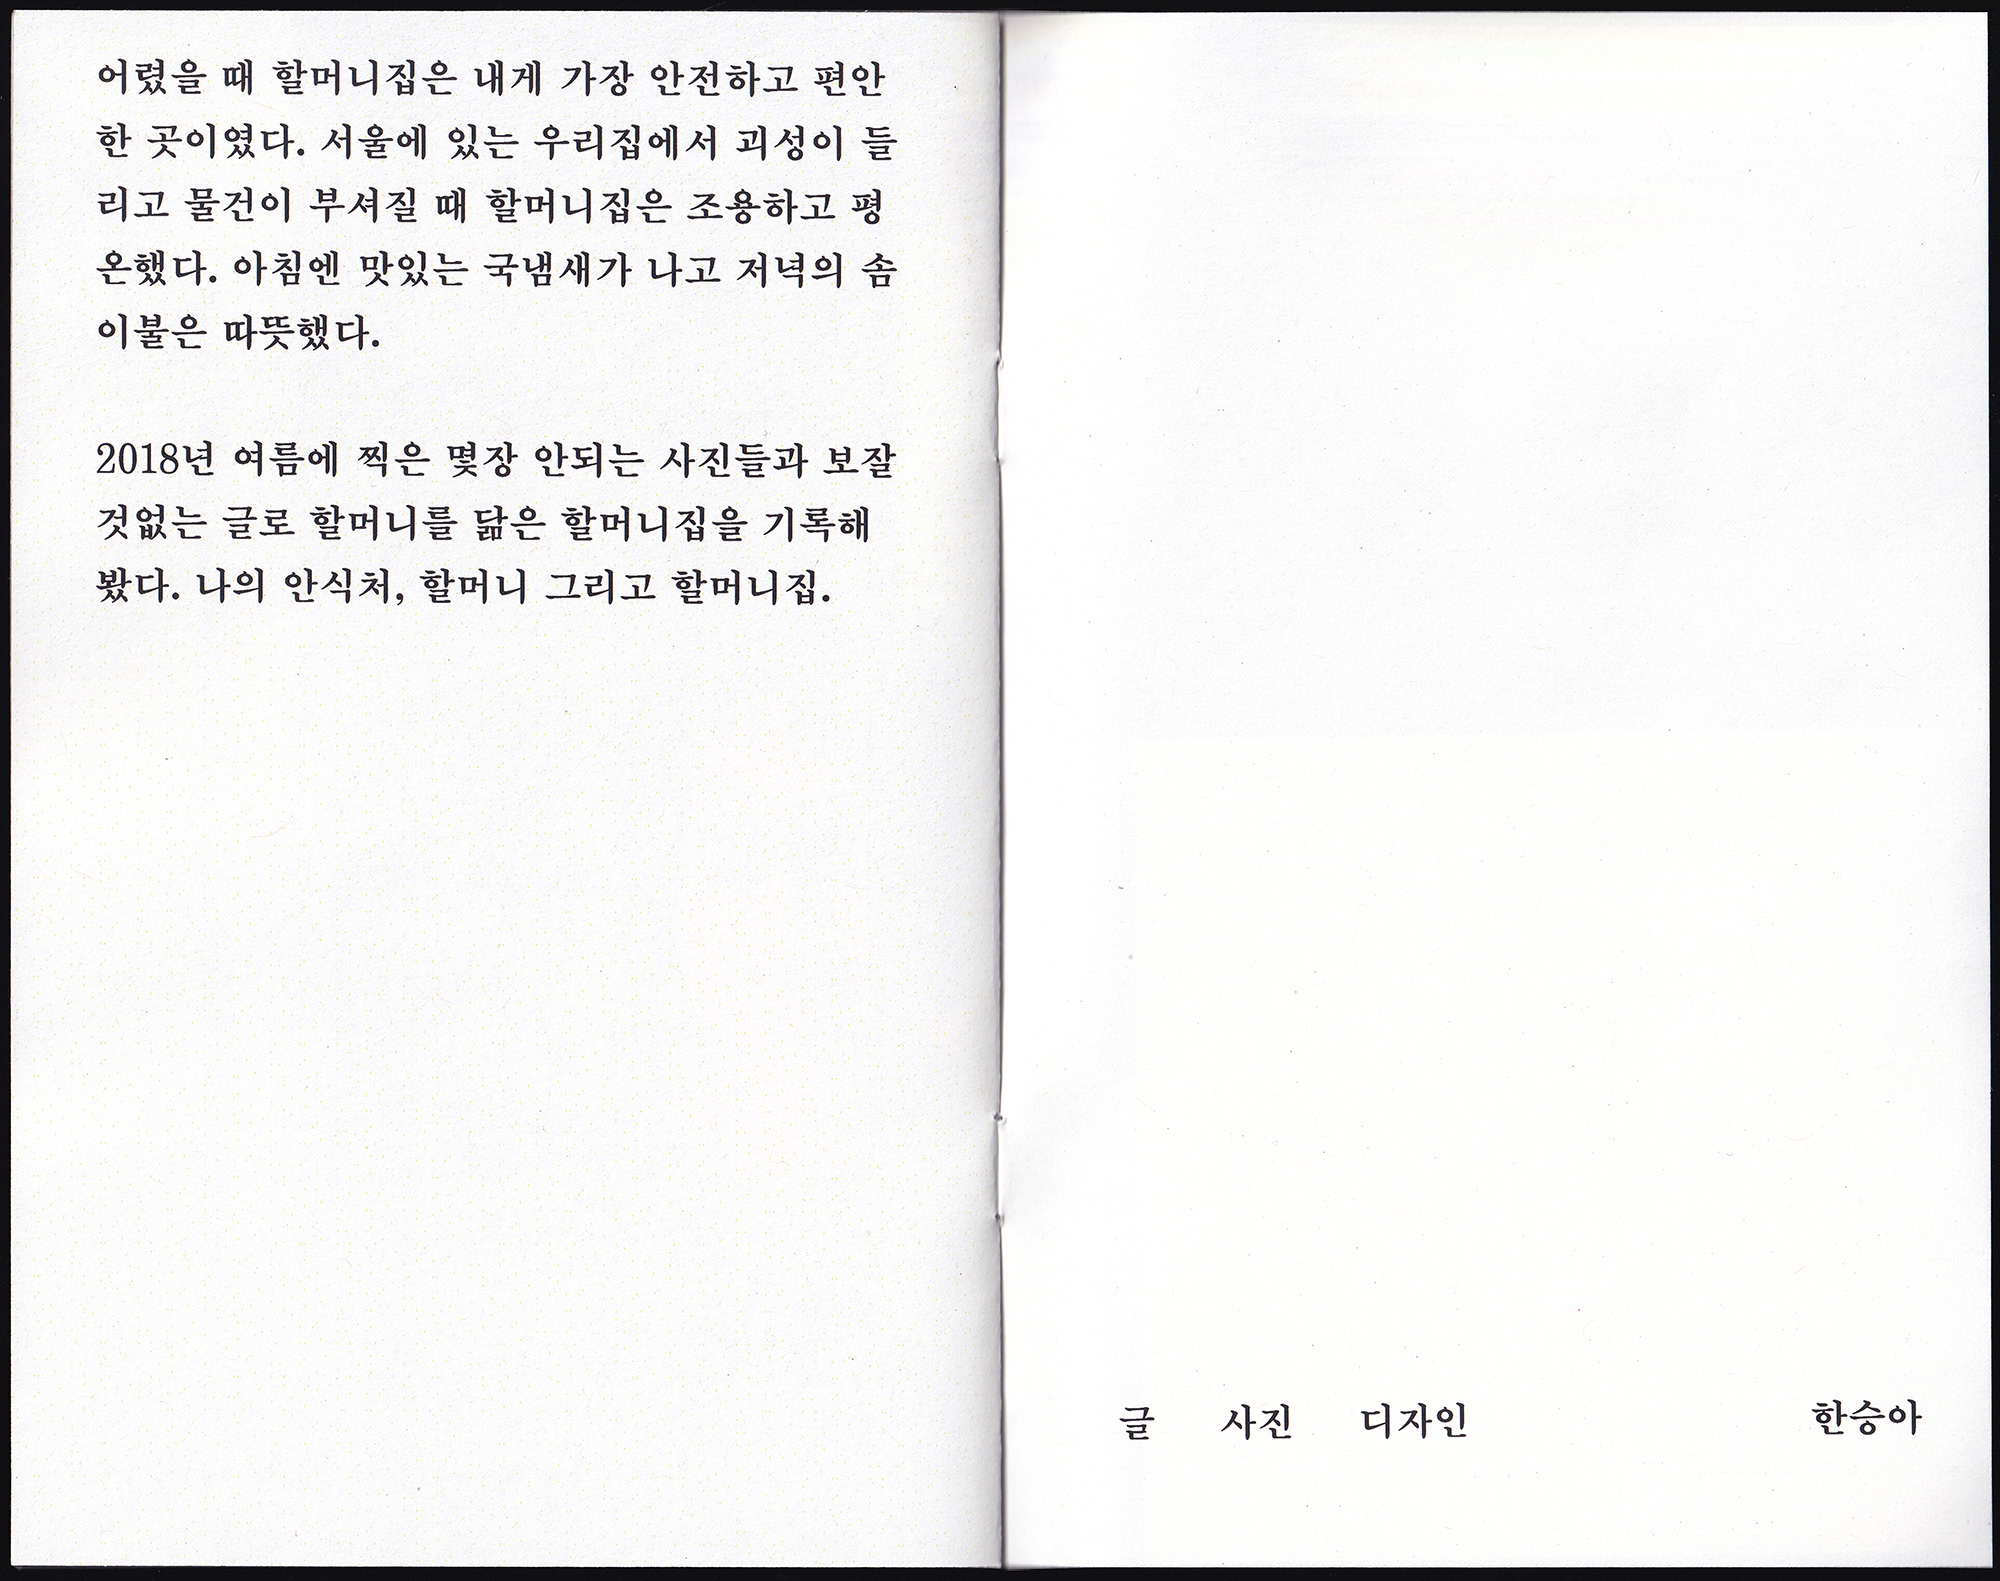 어렸을 때 할머니집은 내게 가장 안전하고 편안
한 곳이였다. 서울에 있는 우리집에서 괴성이 들
리고 물건이 부셔질 때 할머니집은 조용하고 평
온했다. 아침엔 맛있는 국냄새가 나고 저녁의 솜
이불은 따뜻했다.
2018년 여름에 찍은 몇장 안되는 사진들과 보잘
것없는 글로 할머니를 닮은 할머니집을 기록해
봤다. 나의 안식처, 할머니 그리고 할머니집.
글 사진 디자인 한승아